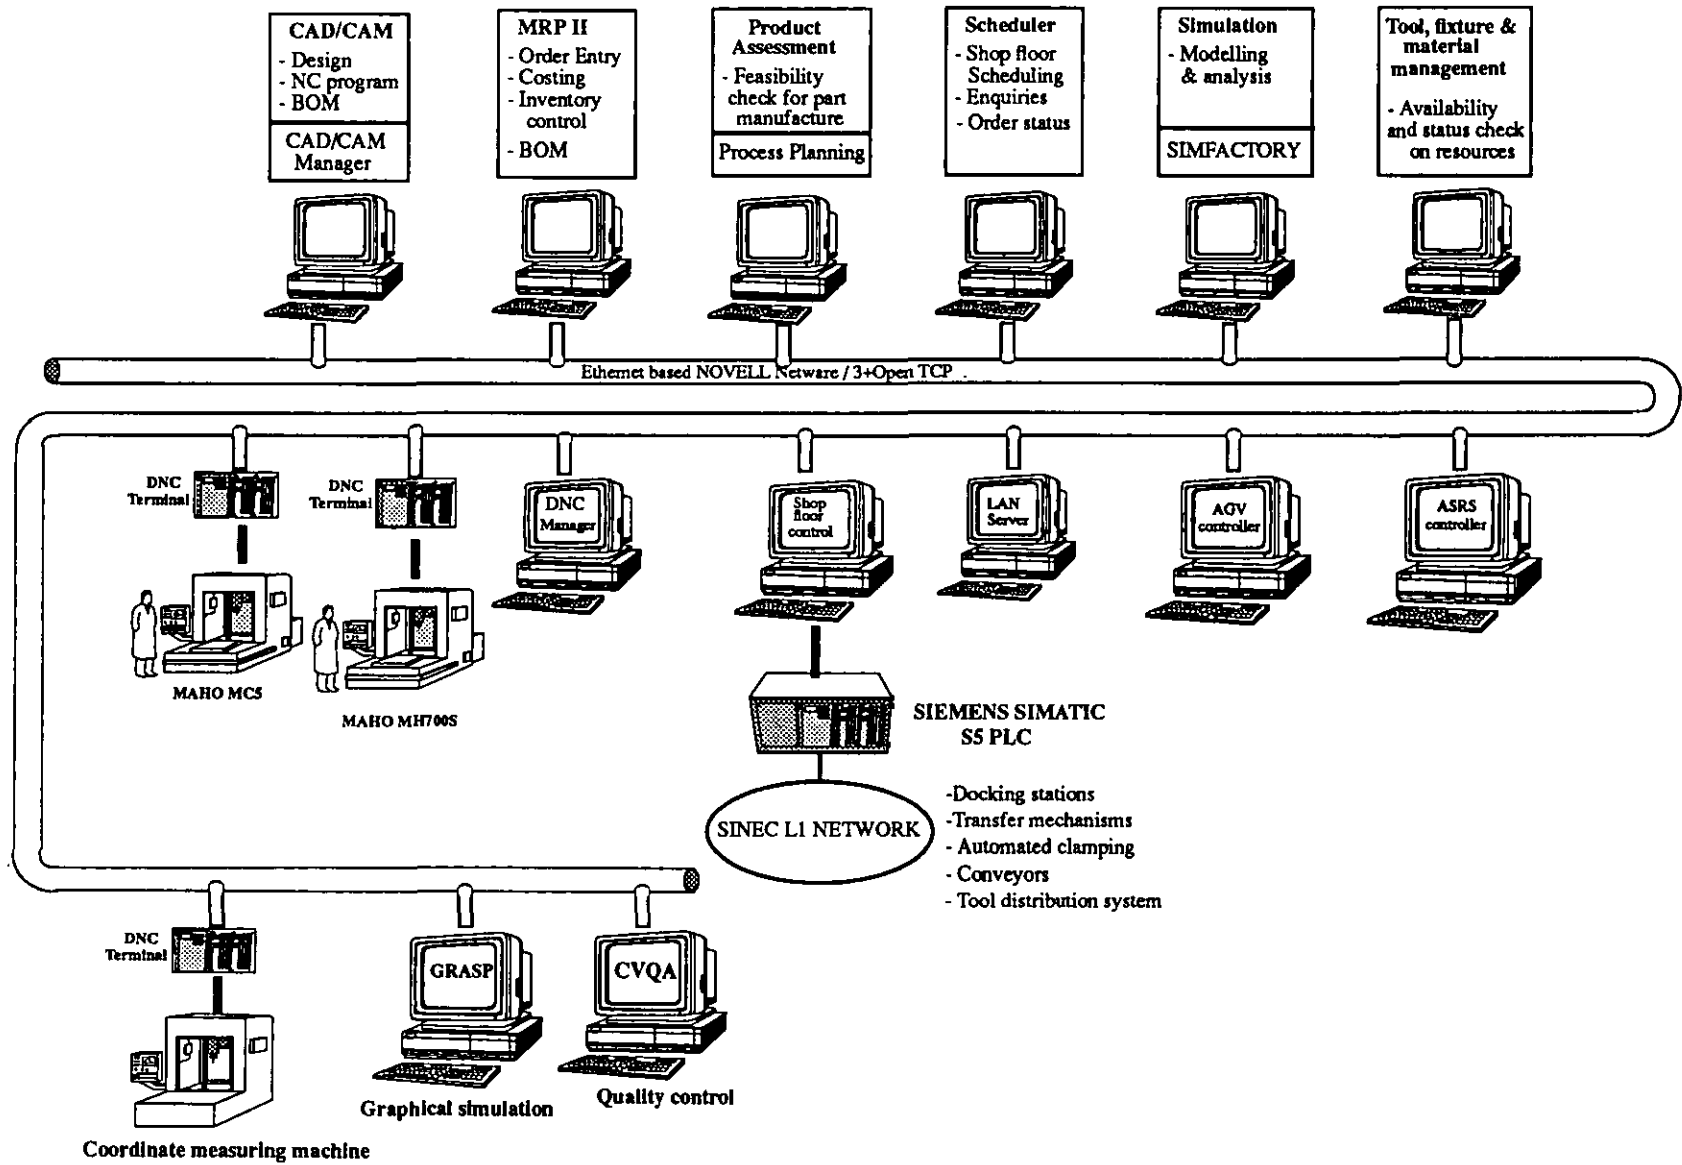 CAD/CAM
- Design
- NC program
- BOM
CAD/CAM
Manager
MRP II
- Order Entry
- Costing
- Inventory
control
- BOM
Product
Assessment
- Feasibility
check for part
manufacture
Process Planning
Scheduler
- Shop floor
Scheduling
- Enquiries
- Order status
Simulation
- Modelling
& analysis
SIMFACTORY
Tool, fixture &
material
management
- Availability
and status check
on resources
Ethernet based NOVELL Netware / 3+Open TCP
DNC
Terminal
DNC
Terminal
DNC
Manager
Shop
floor
control
LAN
Server
AGV
controller
ASRS
controller
MAHO MC5
MAHO MH700S
SIEMENS SIMATIC
S5 PLC
SINEC L1 NETWORK
-Docking stations
-Transfer mechanisms
- Automated clamping
- Conveyors
- Tool distribution system
DNC
Terminal
GRASP
CVQA
Graphical simulation
Quality control
Coordinate measuring machine